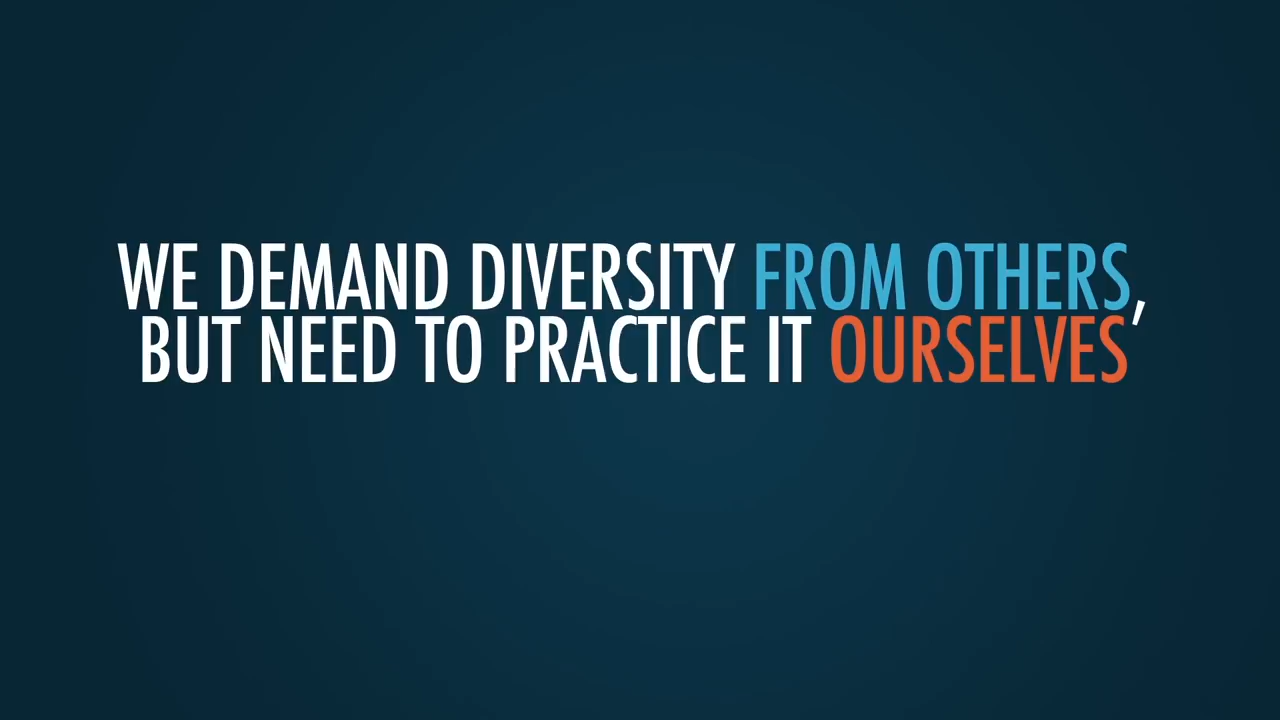 WE DEMAND DIVERSITY FROM OTHERS,
BUT NEED TO PRACTICE IT OURSELVES